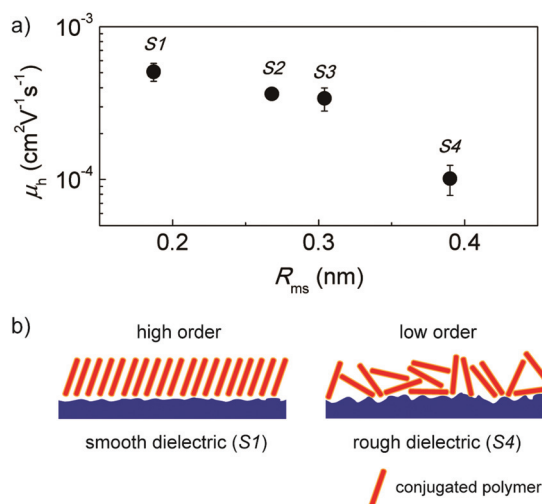 a)
10⁻³
10⁻⁴
μh (cm²V⁻¹s⁻¹)
S1
S2
S3
S4
0.2 0.3 0.4
Rms (nm)
b)
high order low order
smooth dielectric (S1) rough dielectric (S4)
conjugated polymer